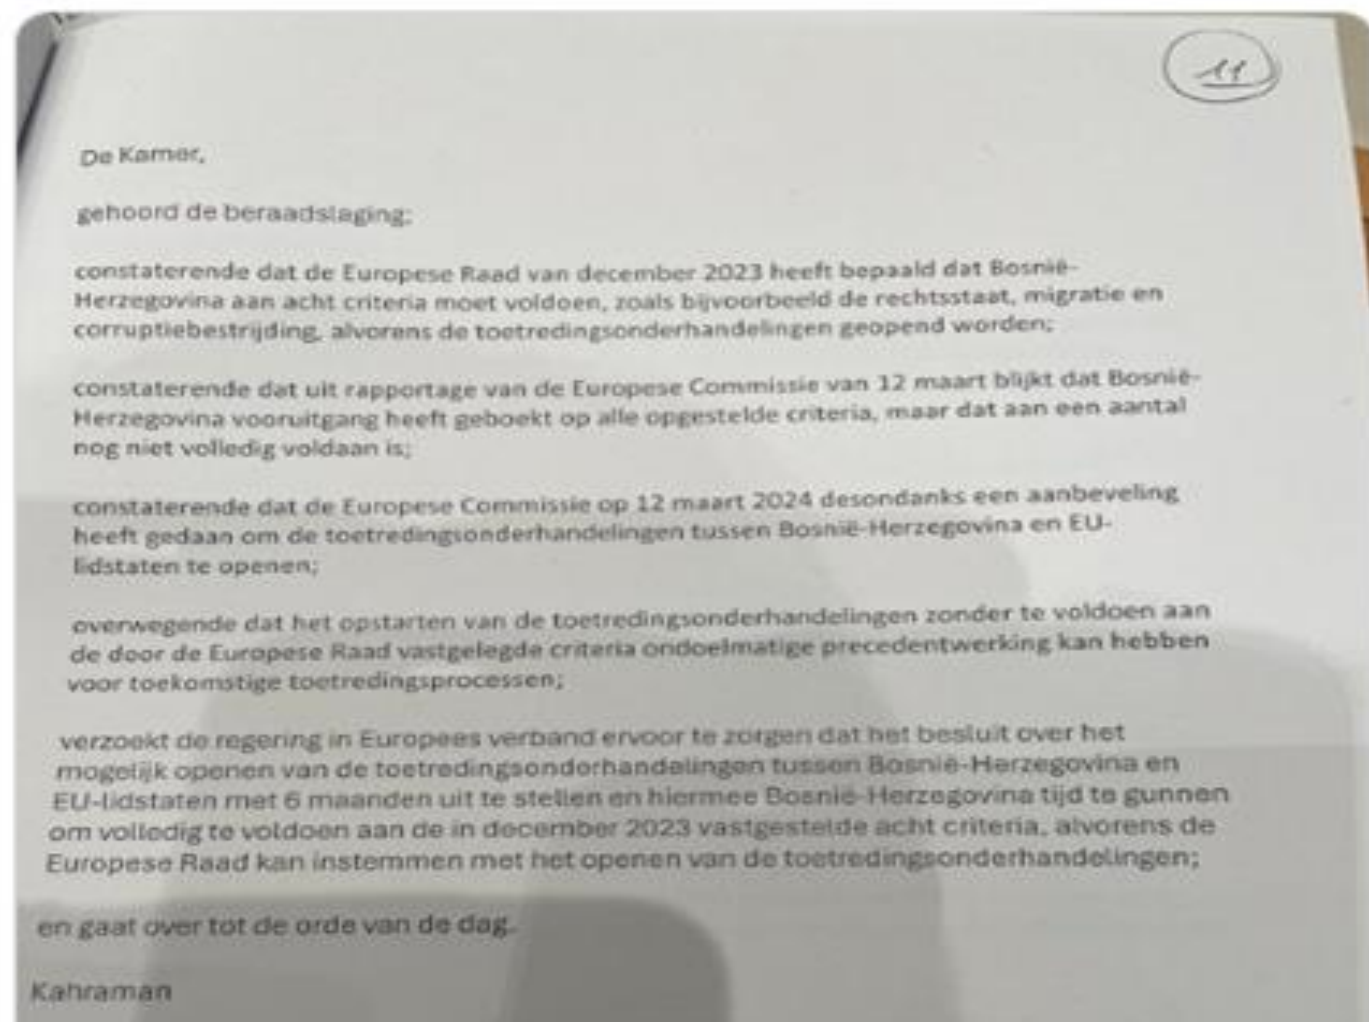 11
De Kamer,
gehoord de beraadslaging;
constaterende dat de Europese Raad van december 2023 heeft bepaald dat Bosnië-
Herzegovina aan acht criteria moet voldoen, zoals bijvoorbeeld de rechtsstaat, migratie en
corruptiebestrijding, alvorens de toetredingsonderhandelingen geopend worden;
constaterende dat uit rapportage van de Europese Commissie van 12 maart blijkt dat Bosnië-
Herzegovina vooruitgang heeft geboekt op alle opgestelde criteria, maar dat aan een aantal
nog niet volledig voldaan is;
constaterende dat de Europese Commissie op 12 maart 2024 desondanks een aanbeveling
heeft gedaan om de toetredingsonderhandelingen tussen Bosnië-Herzegovina en EU-
lidstaten te openen;
overwegende dat het opstarten van de toetredingsonderhandelingen zonder te voldoen aan
de door de Europese Raad vastgelegde criteria ondoelmatige precedentwerking kan hebben
voor toekomstige toetredingsprocessen;
verzoekt de regering in Europees verband ervoor te zorgen dat het besluit over het
mogelijk openen van de toetredingsonderhandelingen tussen Bosnië-Herzegovina en
EU-lidstaten met 6 maanden uit te stellen en hiermee Bosnië-Herzegovina tijd te gunnen
om volledig te voldoen aan de in december 2023 vastgestelde acht criteria, alvorens de
Europese Raad kan instemmen met het openen van de toetredingsonderhandelingen;
en gaat over tot de orde van de dag.
Kahraman